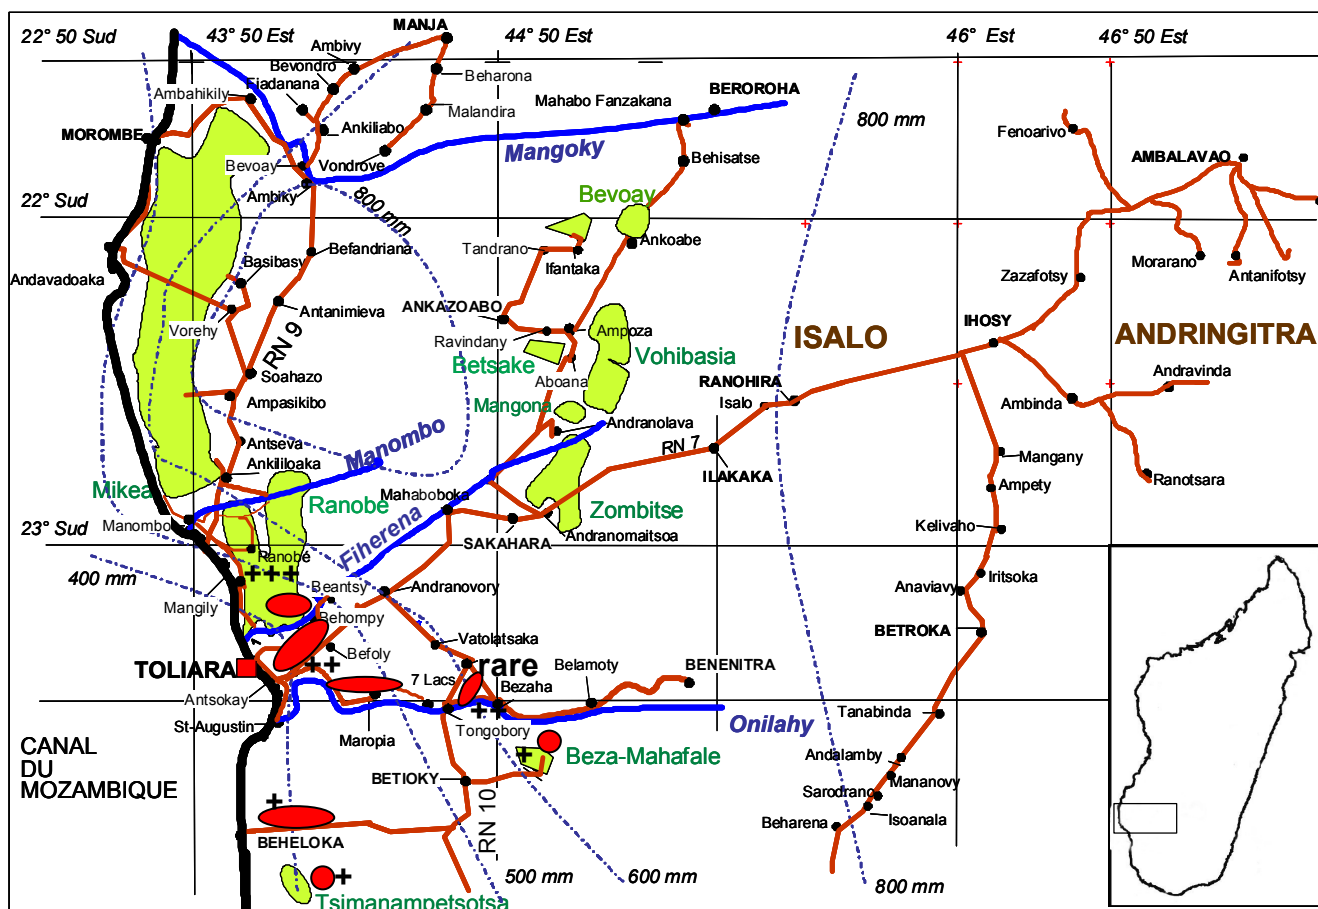 22° 50 Sud
43° 50 Est
MANJA
44° 50 Est
46° Est
46° 50 Est
Ambivy
Bevondro
Beharona
Ambahikily
Mahabo Fanzakana
BEROROHA
800 mm
Malandira
Fenoarivo
MOROMBE
Ankiliabo
Mangoky
Behisatse
AMBALAVAO
Bevoay
Vondrove
Ambiky
800 mm
Bevoay
22° Sud
Tandrano
Ankoabe
Befandriana
Ifantaka
Basibasy
Morarano
Antanifotsy
Andavadoaka
Zazafotsy
ANKAZOABO
Antanimieva
Vorehy
Ampoza
IHOSY
Ravindany
ISALO
ANDRINGITRA
RN 9
Betsake
Vohibasia
Soahazo
Aboana
RANOHIRA
Andravinda
Ampasikibo
Mangona
Isalo
Ambinda
Andranolava
Antseva
Manombo
RN 7
Mangany
Ankililoaka
ILAKAKA
Ranotsara
Mikea
Ranobe
Mahaboboka
Ampety
Manombo
Zombitse
23° Sud
Fiherena
SAKAHARA
Andranomaitsoa
Kelivaho
Ranobe
400 mm
Iritsoka
Beantsy
Andranovory
Anaviavy
Mangily
Behompy
BETROKA
Vatolatsaka
Befoly
TOLIARA
rare
Belamoty
BENENITRA
Antsokay
7 Lacs
Bezaha
St-Augustin
Tongobory
Onilahy
Tanabinda
CANAL
DU
MOZAMBIQUE
Maropia
Beza-Mahafale
Andalamby
BETIOKY
Mananovy
Sarodrano
RN 10
Isoanala
Beharena
BEHELOKA
500 mm
600 mm
800 mm
Tsimanampetsotsa